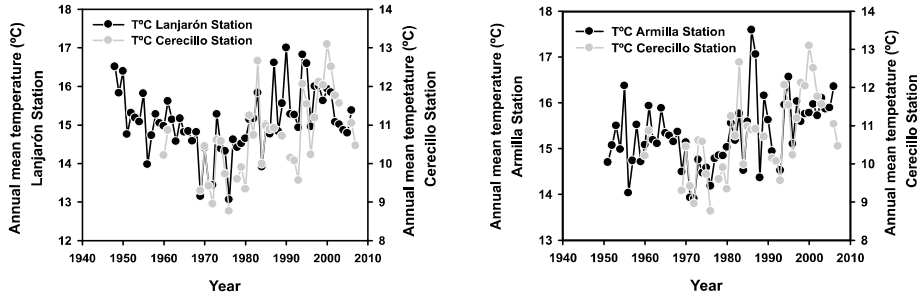 Annual mean temperature (ºC)
Lanjarón Station
18
17
16
15
14
13
12
TºC Lanjarón Station
TºC Cerecillo Station
14
13
12
11
10
9
8
Annual mean temperature (ºC)
Cerecillo Station
1940 1950 1960 1970 1980 1990 2000 2010
Year
Annual mean temperature (ºC)
Armilla Station
18
17
16
15
14
13
TºC Armilla Station
TºC Cerecillo Station
14
13
12
11
10
9
8
Annual mean temperature (ºC)
Cerecillo Station
1940 1950 1960 1970 1980 1990 2000 2010
Year